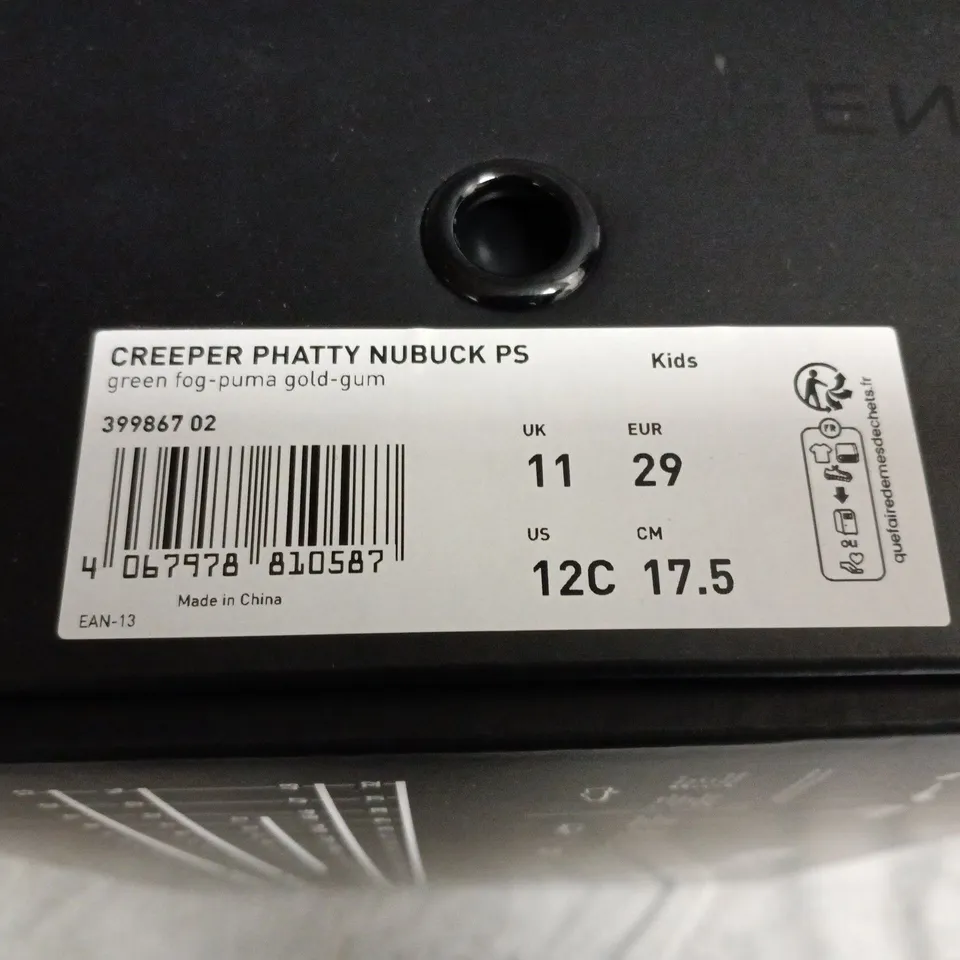 CREEPER PHATTY NUBUCK PS
green fog-puma gold-gum
Kids
399867 02
4 067978 810587
Made in China
EAN-13
UK
11
EUR
29
US
12C
CM
17.5
FR
quefairedemesdechets.fr